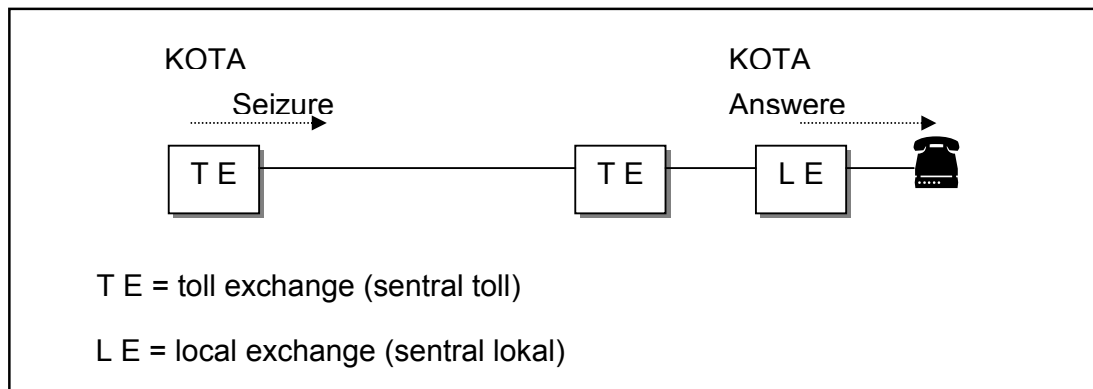 KOTA KOTA
Seizure Answere
T E T E L E
T E = toll exchange (sentral toll)
L E = local exchange (sentral lokal)